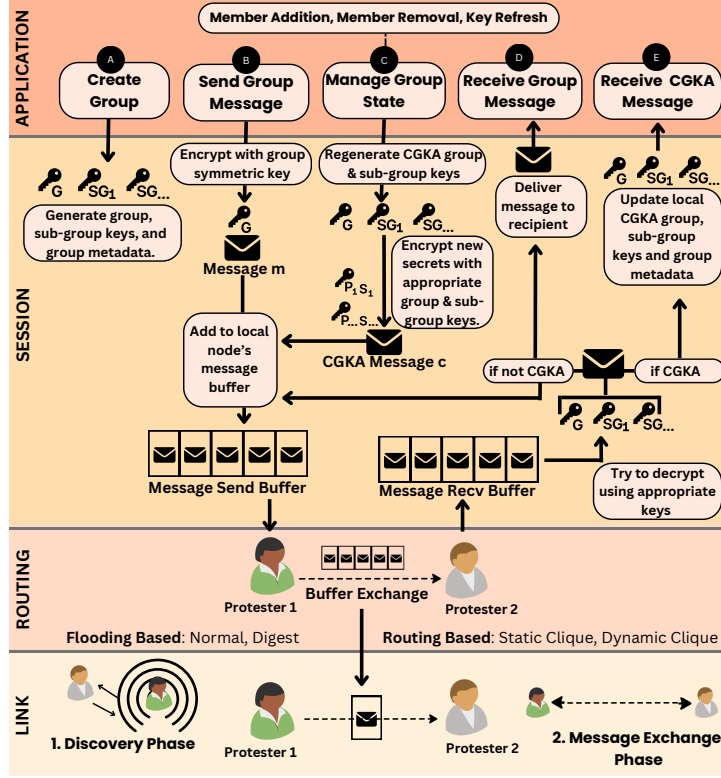 Member Addition, Member Removal, Key Refresh
APPLICATION
A
Create
Group
B
Send Group
Message
C
Manage Group
State
D
Receive Group
Message
E
Receive CGKA
Message
SESSION
G
SG1
SG...
Generate group,
sub-group keys, and
group metadata.
Encrypt with group
symmetric key
G
Message m
Regenerate CGKA group
& sub-group keys
G
SG1
SG...
Encrypt new
secrets with
appropriate
group & sub-
group keys.
P1S1
P...S...
CGKA Message c
Add to local
node's
message
buffer
Message Send Buffer
Deliver
message to
recipient
G
SG1
SG...
Update local
CGKA group,
sub-group
keys and group
metadata
if not CGKA
if CGKA
G
SG1
SG...
Try to decrypt
using appropriate
keys
Message Recv Buffer
ROUTING
Protester 1
Buffer Exchange
Protester 2
Flooding Based: Normal, Digest
Routing Based: Static Clique, Dynamic Clique
LINK
1. Discovery Phase
Protester 1
Protester 2
2. Message Exchange
Phase